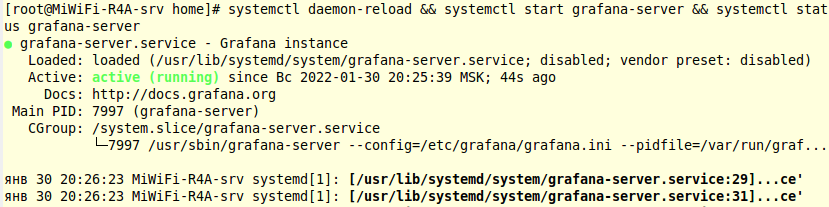 [root@MiWiFi-R4A-srv home]# systemctl daemon-reload && systemctl start grafana-server && systemctl stat
us grafana-server
● grafana-server.service - Grafana instance
Loaded: loaded (/usr/lib/systemd/system/grafana-server.service; disabled; vendor preset: disabled)
Active: active (running) since Вс 2022-01-30 20:25:39 MSK; 44s ago
Docs: http://docs.grafana.org
Main PID: 7997 (grafana-server)
CGroup: /system.slice/grafana-server.service
└─7997 /usr/sbin/grafana-server --config=/etc/grafana/grafana.ini --pidfile=/var/run/graf...
янв 30 20:26:23 MiWiFi-R4A-srv systemd[1]: [/usr/lib/systemd/system/grafana-server.service:29]...ce'
янв 30 20:26:23 MiWiFi-R4A-srv systemd[1]: [/usr/lib/systemd/system/grafana-server.service:31]...ce'